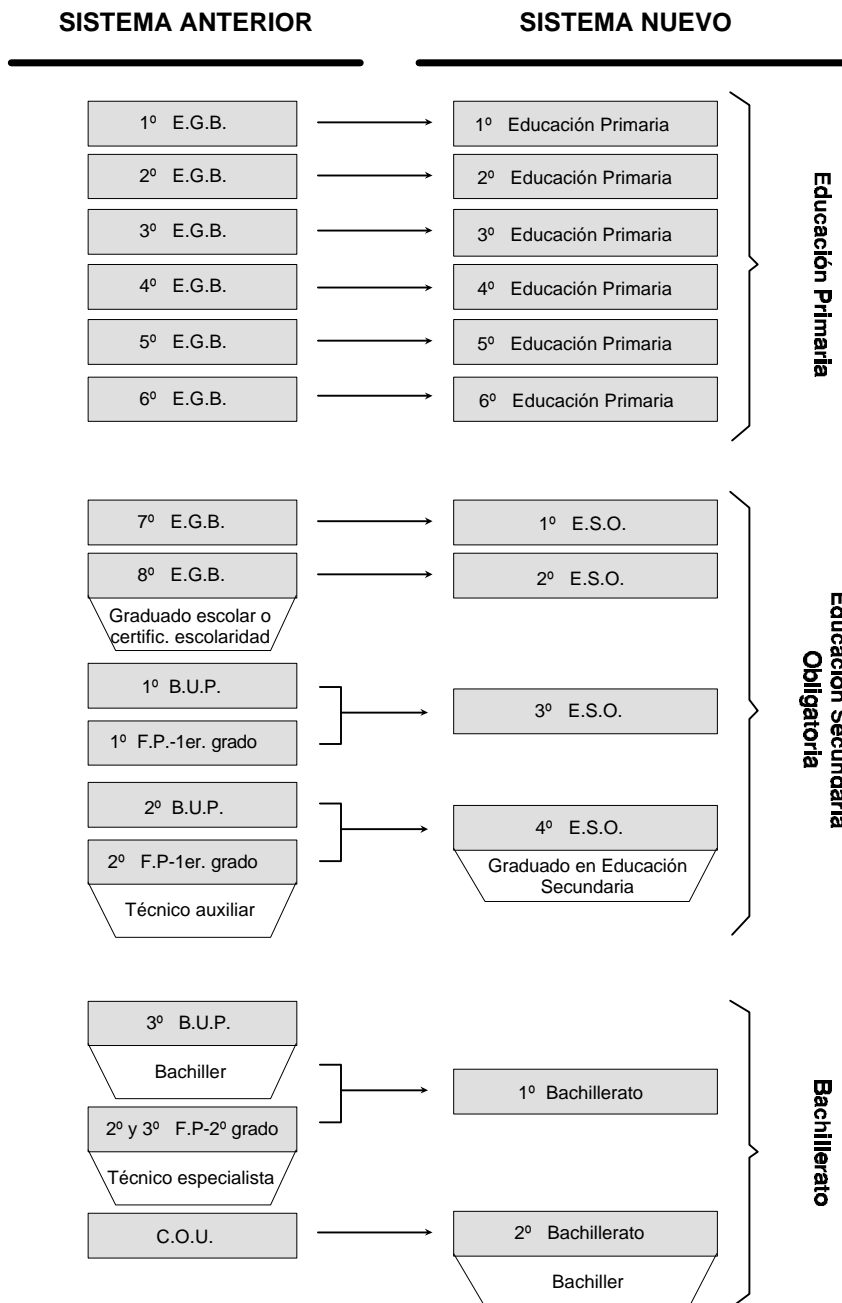 SISTEMA ANTERIOR SISTEMA NUEVO
1º E.G.B. 1º Educación Primaria
2º E.G.B. 2º Educación Primaria
3º E.G.B. 3º Educación Primaria
4º E.G.B. 4º Educación Primaria
5º E.G.B. 5º Educación Primaria
6º E.G.B. 6º Educación Primaria
Educación Primaria
7º E.G.B. 1º E.S.O.
8º E.G.B. 2º E.S.O.
Graduado escolar o
certific. escolaridad
1º B.U.P.
3º E.S.O.
1º F.P.-1er. grado
2º B.U.P.
4º E.S.O.
2º F.P-1er. grado
Graduado en Educación
Secundaria
Técnico auxiliar
Educación Secundaria
Obligatoria
3º B.U.P.
Bachiller
1º Bachillerato
2º y 3º F.P-2º grado
Técnico especialista
C.O.U. 2º Bachillerato
Bachiller
Bachillerato